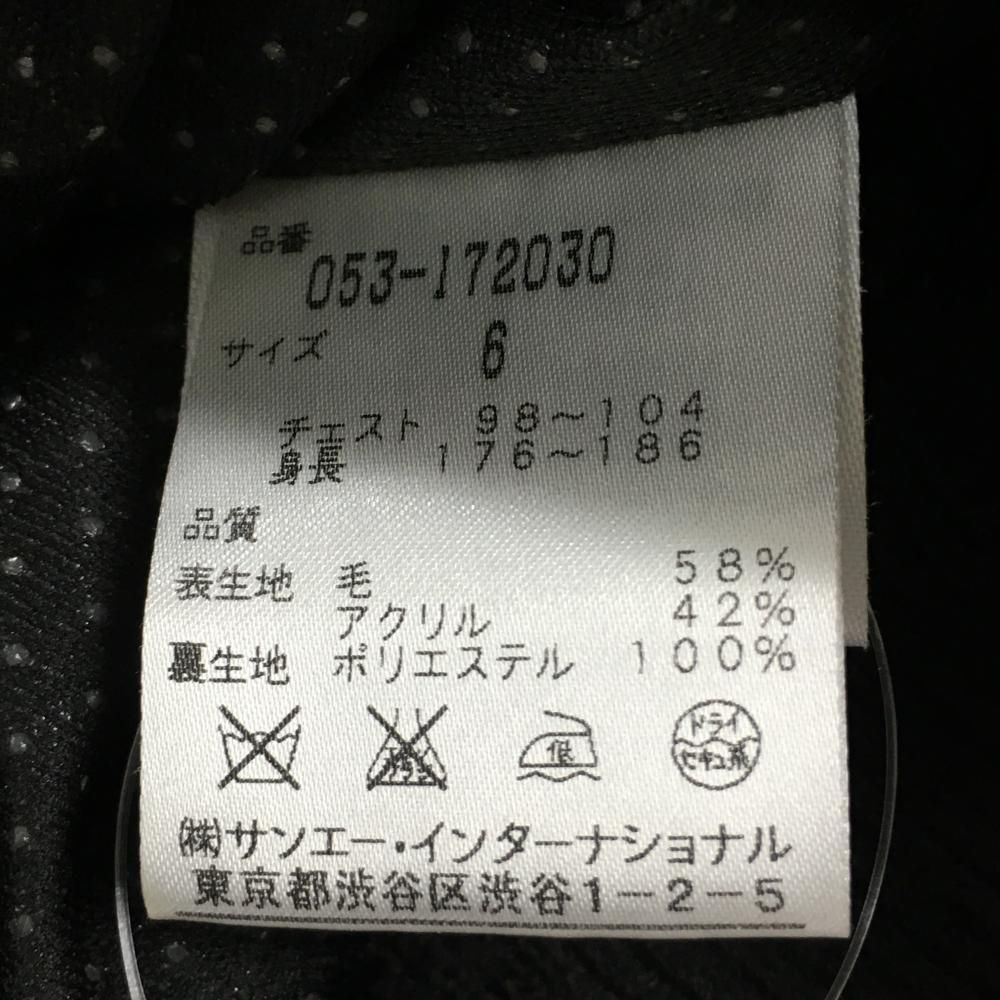 品番 053-172030
サイズ 6
チェスト 98～104
身長 176～186
品質
表生地 毛 58%
アクリル 42%
裏生地 ポリエステル 100%
低 ドライ
セキユ系
(株)サンエー・インターナショナル
東京都渋谷区渋谷1-2-5